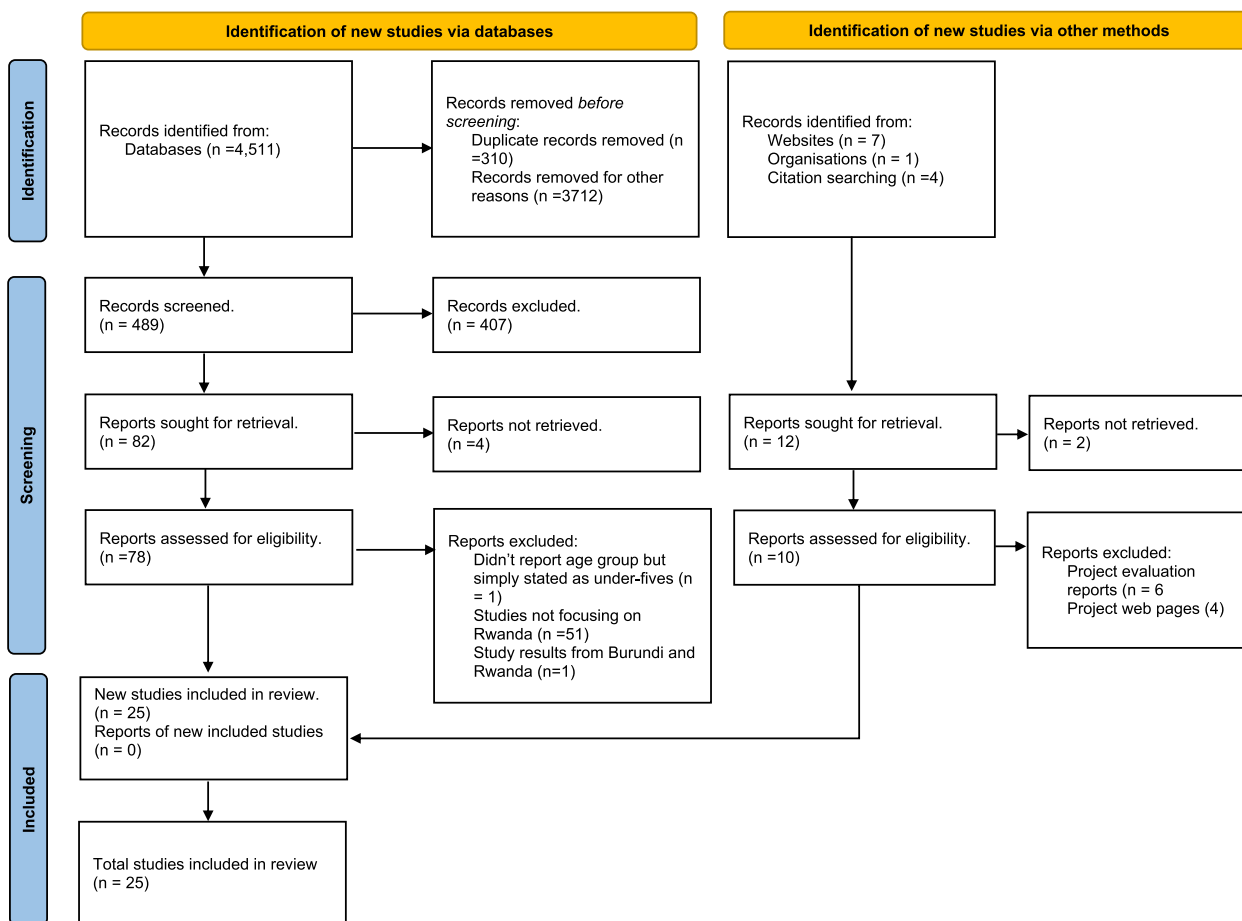 Identification of new studies via databases
Identification of new studies via other methods
Identification
Records identified from:
Databases (n =4,511)
Records removed before
screening:
Duplicate records removed (n
=310)
Records removed for other
reasons (n =3712)
Records identified from:
Websites (n = 7)
Organisations (n = 1)
Citation searching (n =4)
Screening
Records screened.
(n = 489)
Records excluded.
(n = 407)
Reports sought for retrieval.
(n = 82)
Reports not retrieved.
(n =4)
Reports sought for retrieval.
(n = 12)
Reports not retrieved.
(n = 2)
Reports assessed for eligibility.
(n =78)
Reports excluded:
Didn't report age group but
simply stated as under-fives (n
= 1)
Studies not focusing on
Rwanda (n =51)
Study results from Burundi and
Rwanda (n=1)
Reports assessed for eligibility.
(n =10)
Reports excluded:
Project evaluation
reports (n = 6
Project web pages (4)
Included
New studies included in review.
(n = 25)
Reports of new included studies
(n = 0)
Total studies included in review
(n = 25)